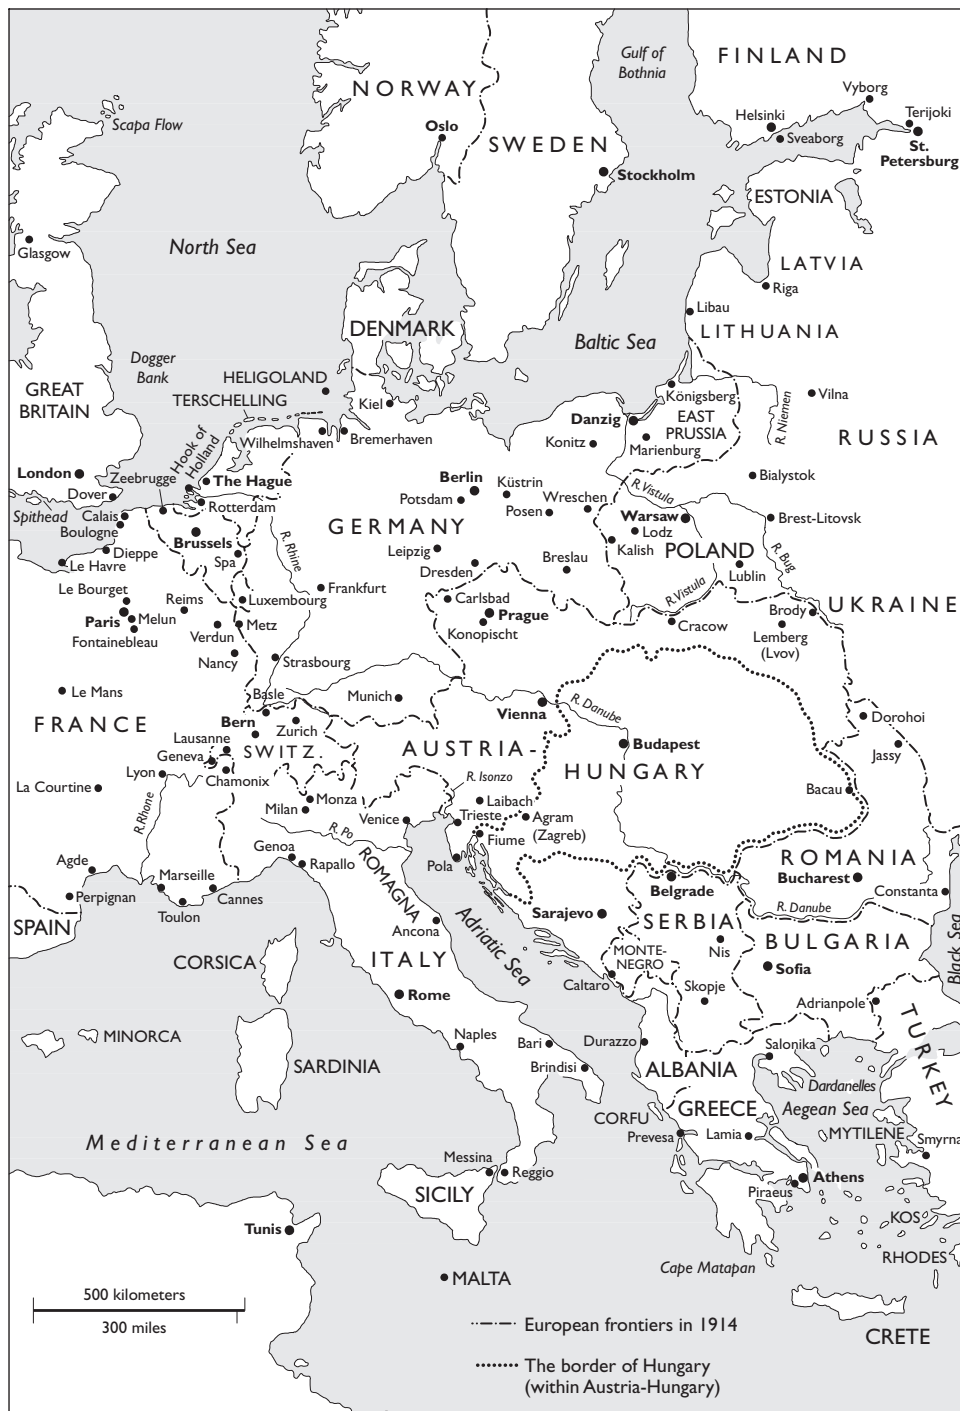 Gulf of
Bothnia
FINLAND
NORWAY
Vyborg
Scapa Flow
Helsinki
Terijoki
Oslo
SWEDEN
Sveaborg
St.
Petersburg
Stockholm
ESTONIA
North Sea
Glasgow
LATVIA
Riga
Libau
DENMARK
LITHUANIA
Baltic Sea
Dogger
Bank
HELIGOLAND
GREAT
BRITAIN
TERSCHELLING
Kiel
Königsberg
Vilna
R. Niemen
Danzig
EAST
PRUSSIA
Hook of
Holland
Wilhelmshaven
Bremerhaven
Konitz
Marienburg
RUSSIA
London
Zeebrugge
The Hague
Berlin
Küstrin
Bialystok
Dover
Potsdam
Wreschen
R. Vistula
Spithead
Calais
Rotterdam
GERMANY
Posen
Warsaw
Brest-Litovsk
Boulogne
Brussels
R. Rhine
Lodz
Dieppe
Spa
Leipzig
Kalish
POLAND
R. Bug
Le Havre
Dresden
Breslau
Lublin
Le Bourget
Frankfurt
R. Vistula
Reims
Luxembourg
Carlsbad
Brody
UKRAINE
Paris
Melun
Prague
Fontainebleau
Verdun
Metz
Konopischt
Cracow
Lemberg
(Lvov)
Nancy
Strasbourg
Le Mans
Basle
Munich
Vienna
R. Danube
FRANCE
Bern
Zurich
Dorohoi
Lausanne
SWITZ.
AUSTRIA-
Budapest
Jassy
Geneva
HUNGARY
Lyon
Chamonix
R. Isonzo
La Courtine
R. Rhone
Monza
Laibach
Bacau
Milan
Venice
Trieste
Agram
(Zagreb)
R. Po
Fiume
Genoa
ROMAGNA
Pola
ROMANIA
Agde
Rapallo
Marseille
Belgrade
Bucharest
Perpignan
Cannes
Constanta
Toulon
Sarajevo
SERBIA
R. Danube
SPAIN
Adriatic Sea
Ancona
Black Sea
CORSICA
ITALY
MONTE-
NEGRO
Nis
BULGARIA
Sofia
Caltaro
Skopje
Rome
Adrianpole
MINORCA
Naples
Bari
Durazzo
Salonika
TURKEY
SARDINIA
Brindisi
ALBANIA
Dardanelles
CORFU
GREECE
Aegean Sea
Mediterranean Sea
Prevesa
Lamia
MYTILENE
Smyrna
Messina
Reggio
Athens
SICILY
Piraeus
Tunis
KOS
RHODES
Cape Matapan
MALTA
500 kilometers
300 miles
European frontiers in 1914
CRETE
The border of Hungary
(within Austria-Hungary)